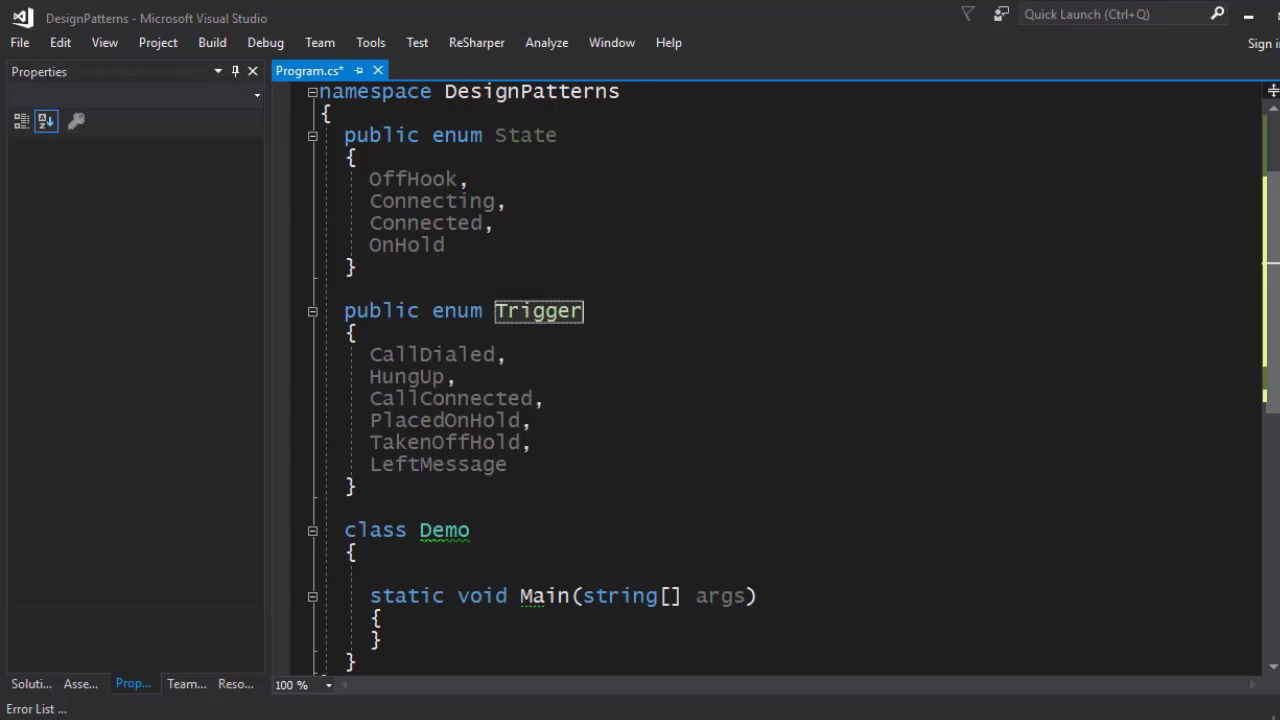 DesignPatterns - Microsoft Visual Studio
Quick Launch (Ctrl+Q)
File Edit View Project Build Debug Team Tools Test ReSharper Analyze Window Help
Sign in
Properties
Program.cs*
namespace DesignPatterns
{
public enum State
{
OffHook,
Connecting,
Connected,
OnHold
}
public enum Trigger
{
CallDialed,
HungUp,
CallConnected,
PlacedOnHold,
TakenOffHold,
LeftMessage
}
class Demo
{
static void Main(string[] args)
{
}
}
Soluti... Asse... Prop... Team... Reso...
100 %
Error List ...